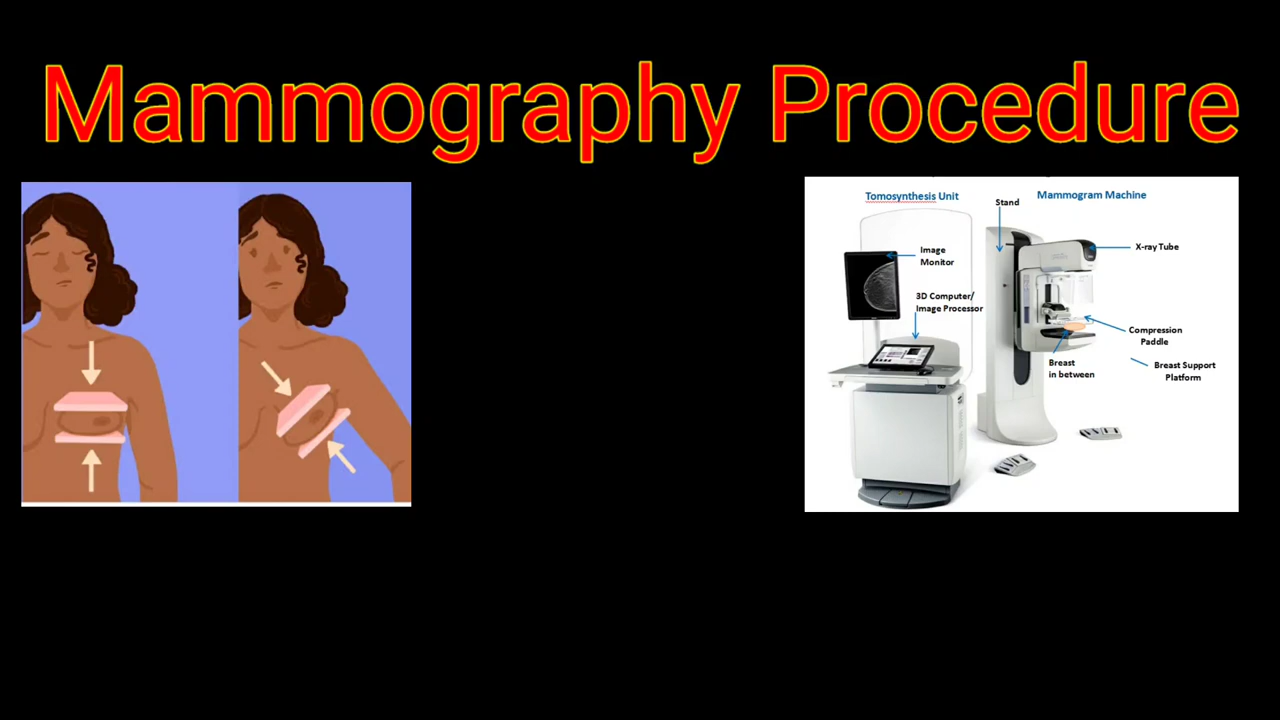 Mammography Procedure
Tomosynthesis Unit
Mammogram Machine
Stand
Image
Monitor
X-ray Tube
3D Computer/
Image Processor
Compression
Paddle
Breast
in between
Breast Support
Platform